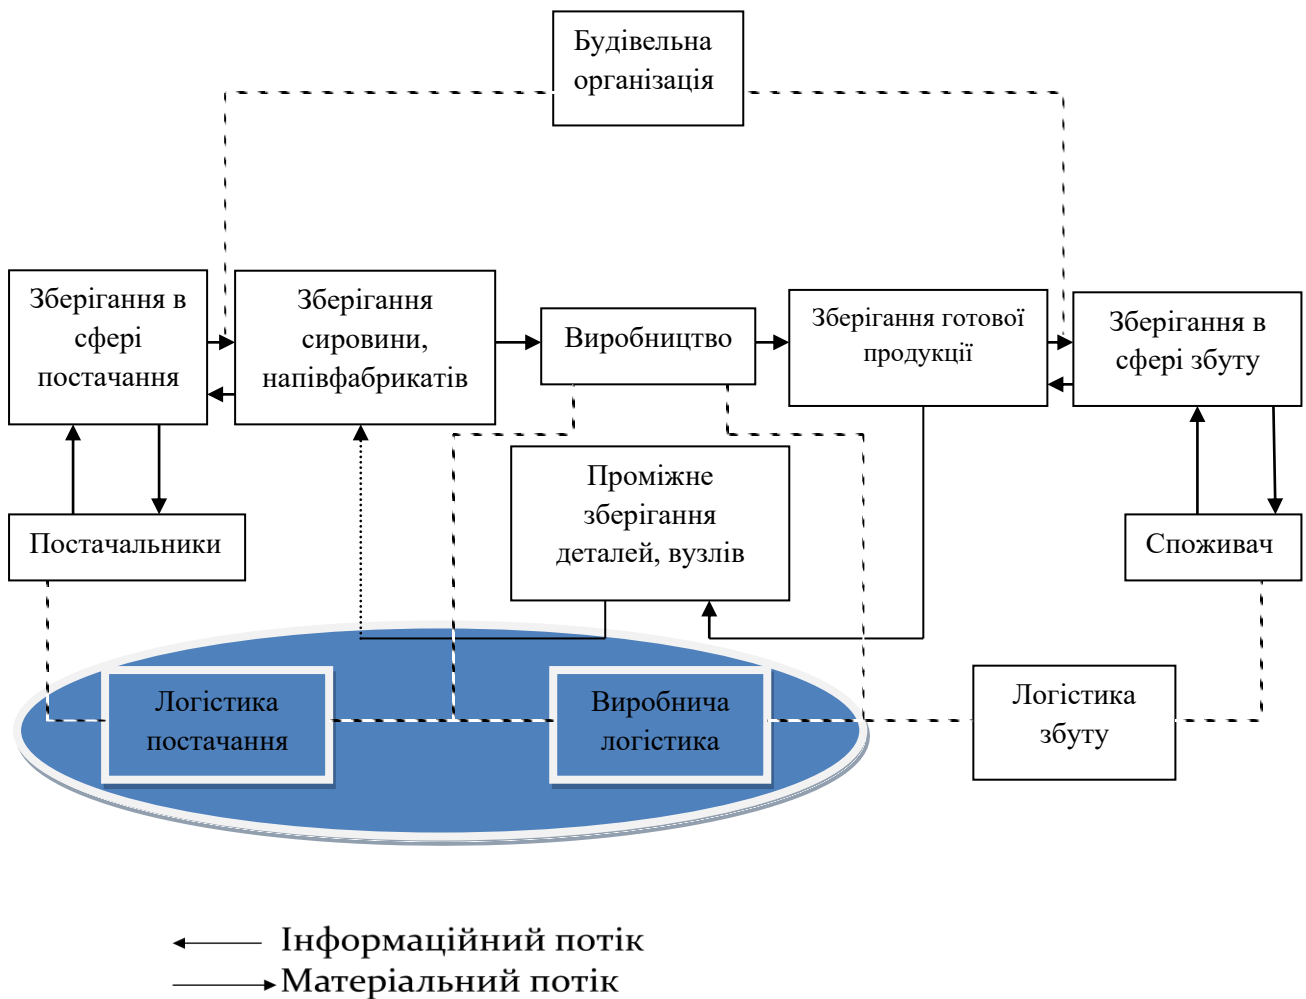 Будівельна
організація
Зберігання в
сфері
постачання
Зберігання
сировини,
напівфабрикатів
Виробництво
Зберігання готової
продукції
Зберігання в
сфері збуту
Проміжне
зберігання
деталей, вузлів
Постачальники
Споживач
Логістика
постачання
Виробнича
логістика
Логістика
збуту
Інформаційний потік
Матеріальний потік